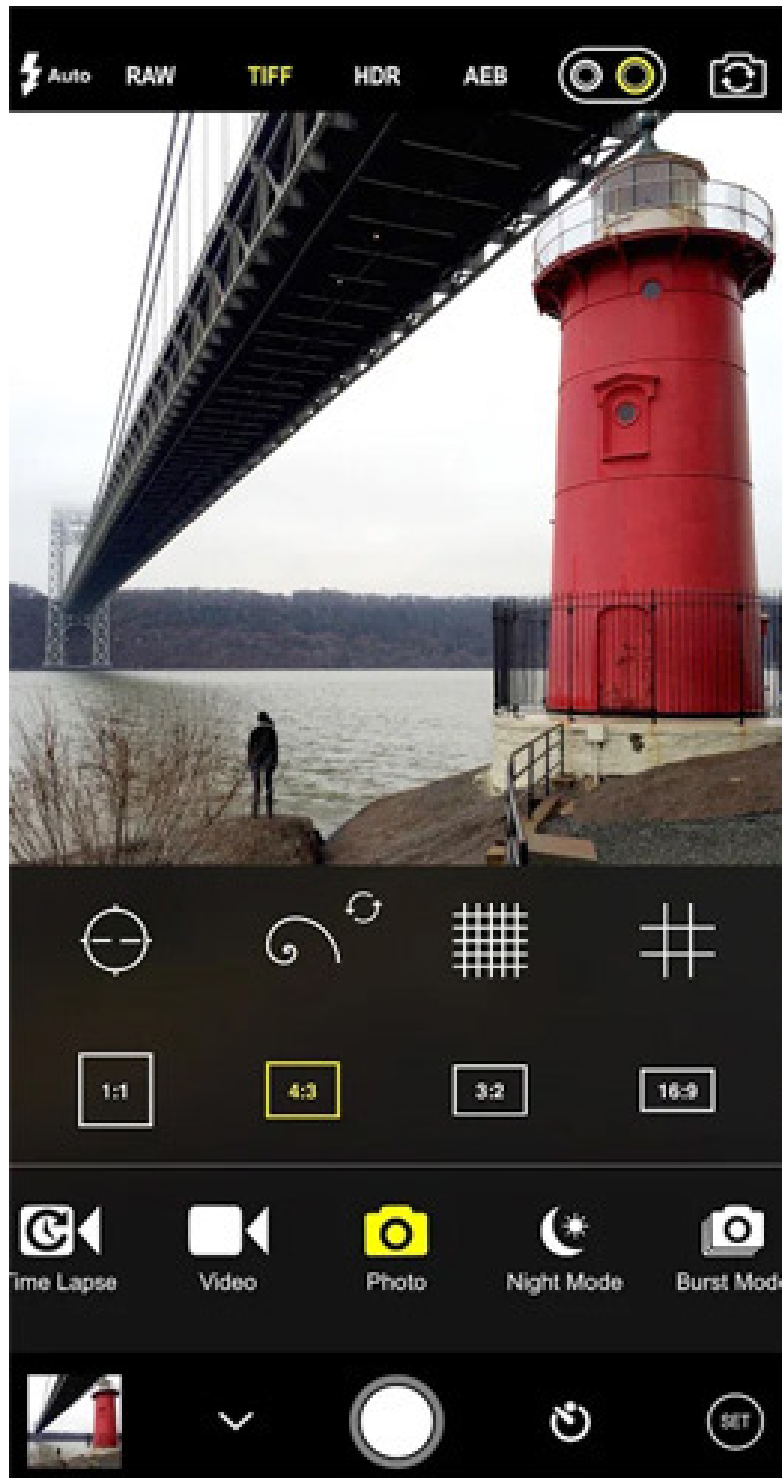 Auto RAW TIFF HDR AEB
1:1 4:3 3:2 16:9
ime Lapse Video Photo Night Mode Burst Mod
SET